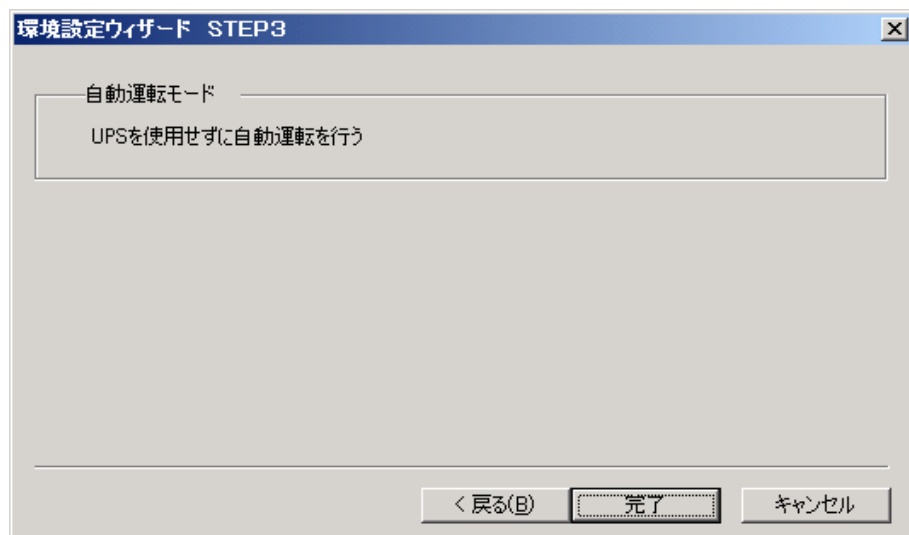 環境設定ウィザード STEP3
自動運転モード
UPSを使用せずに自動運転を行う
< 戻る(B)
完了
キャンセル